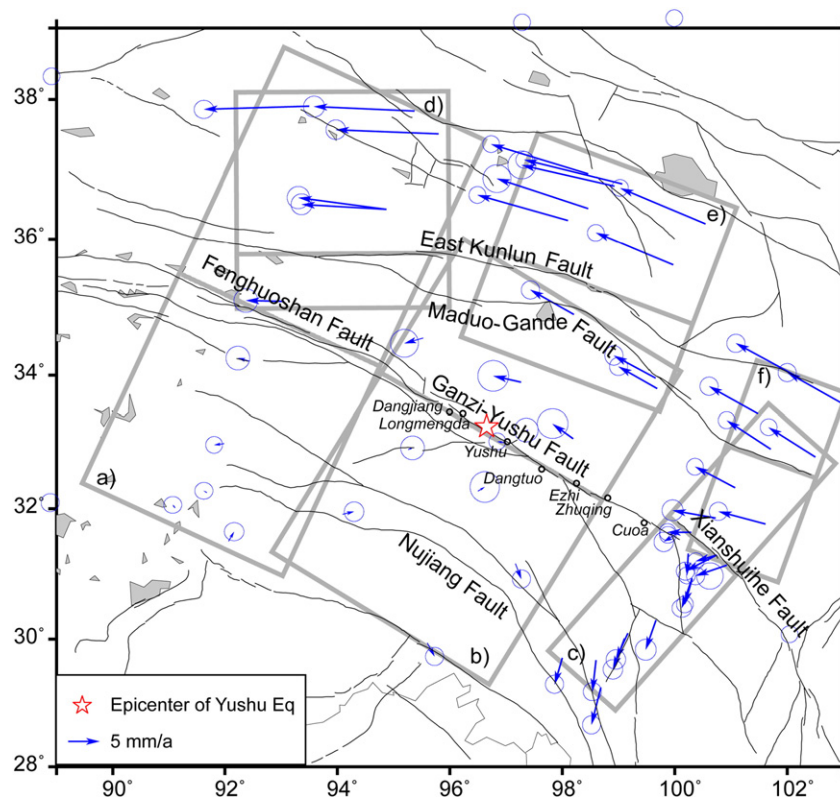 38°
36°
34°
32°
30°
28°
d)
e)
East Kunlun Fault
Fenghuoshan Fault
Maduo-Gande Fault
f)
Ganzi-Yushu Fault
Dangjiang
Longmengda
Yushu
Dangtuo
Ezhi
Zhuqing
Cuoa
a)
Xianshuihe Fault
Nujiang Fault
b)
c)
Epicenter of Yushu Eq
5 mm/a
90°
92°
94°
96°
98°
100°
102°